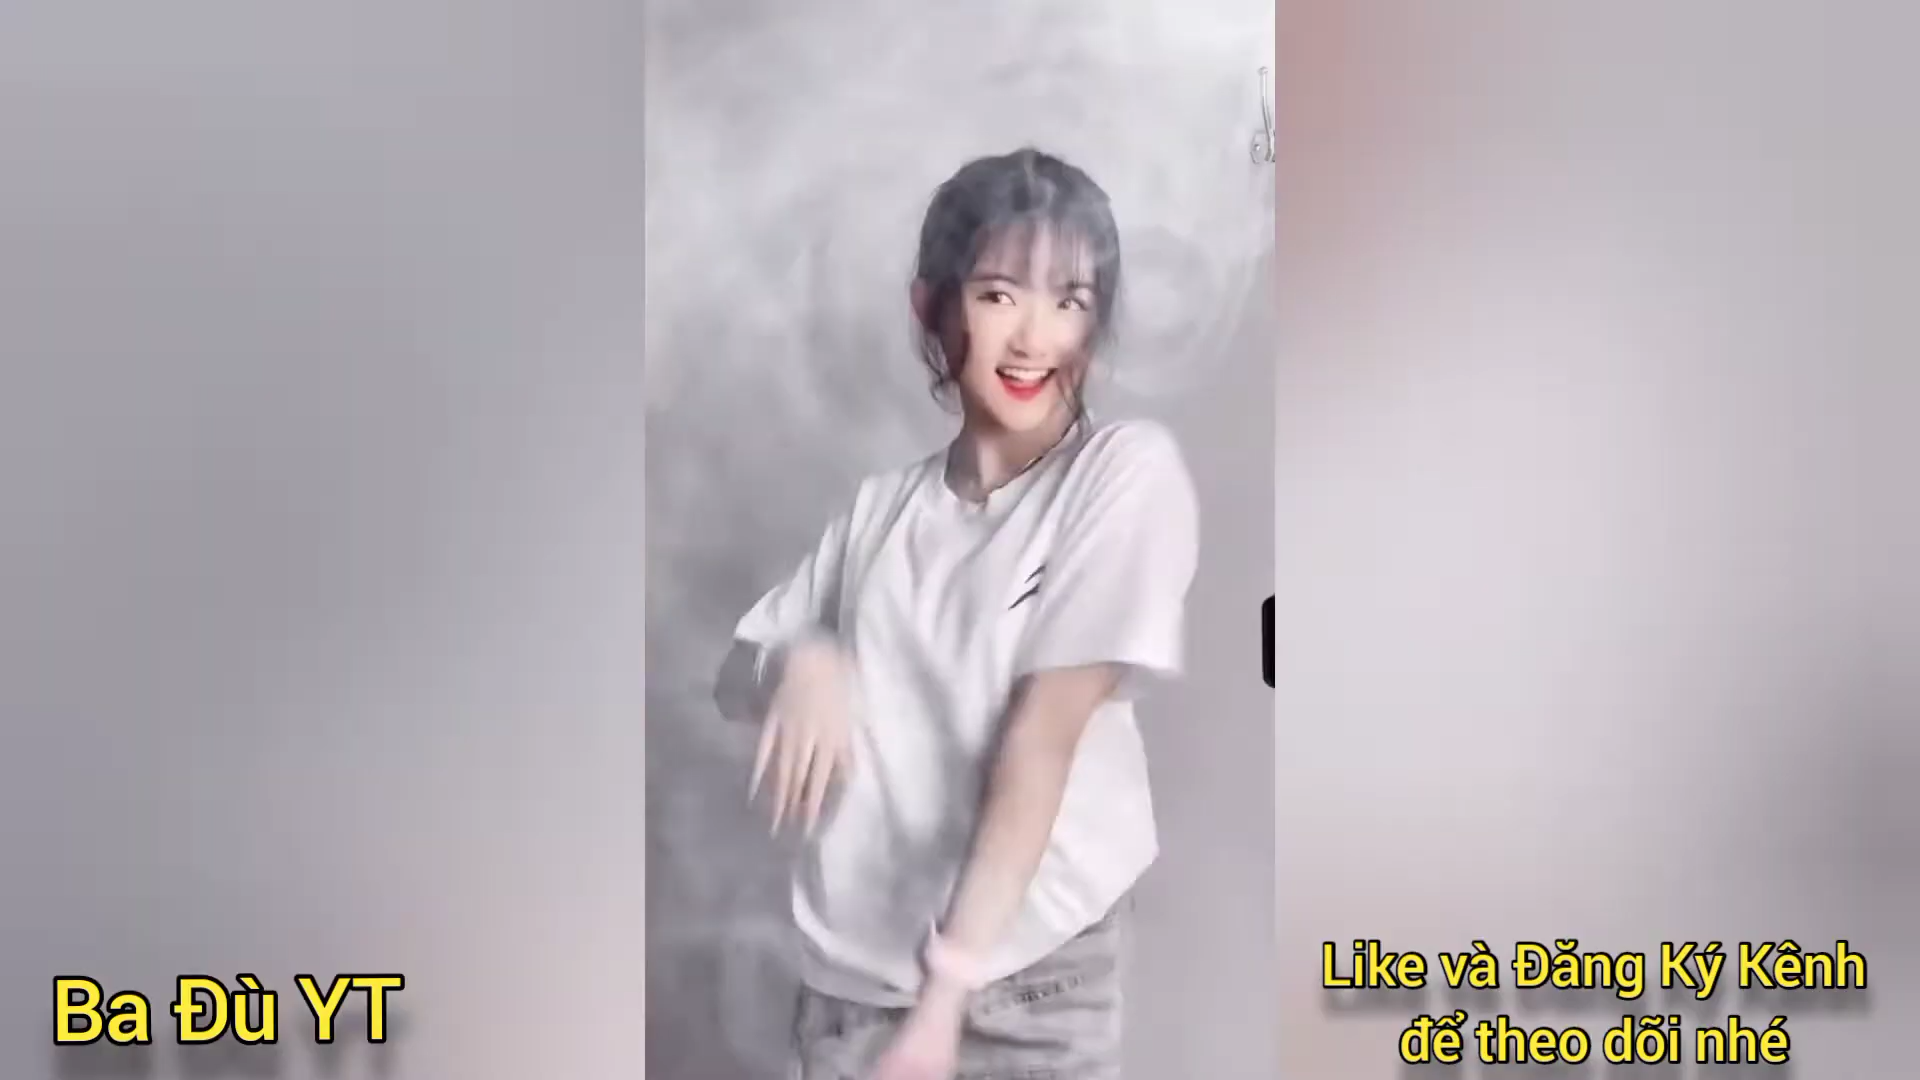 Ba Đù YT
Like và Đăng Ký Kênh
để theo dõi nhé